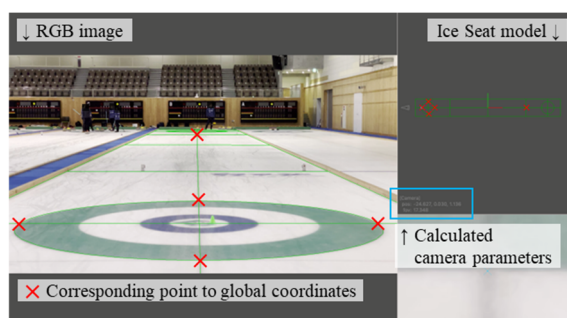 ↓ RGB image
Ice Seat model ↓
↑ Calculated
camera parameters
× Corresponding point to global coordinates